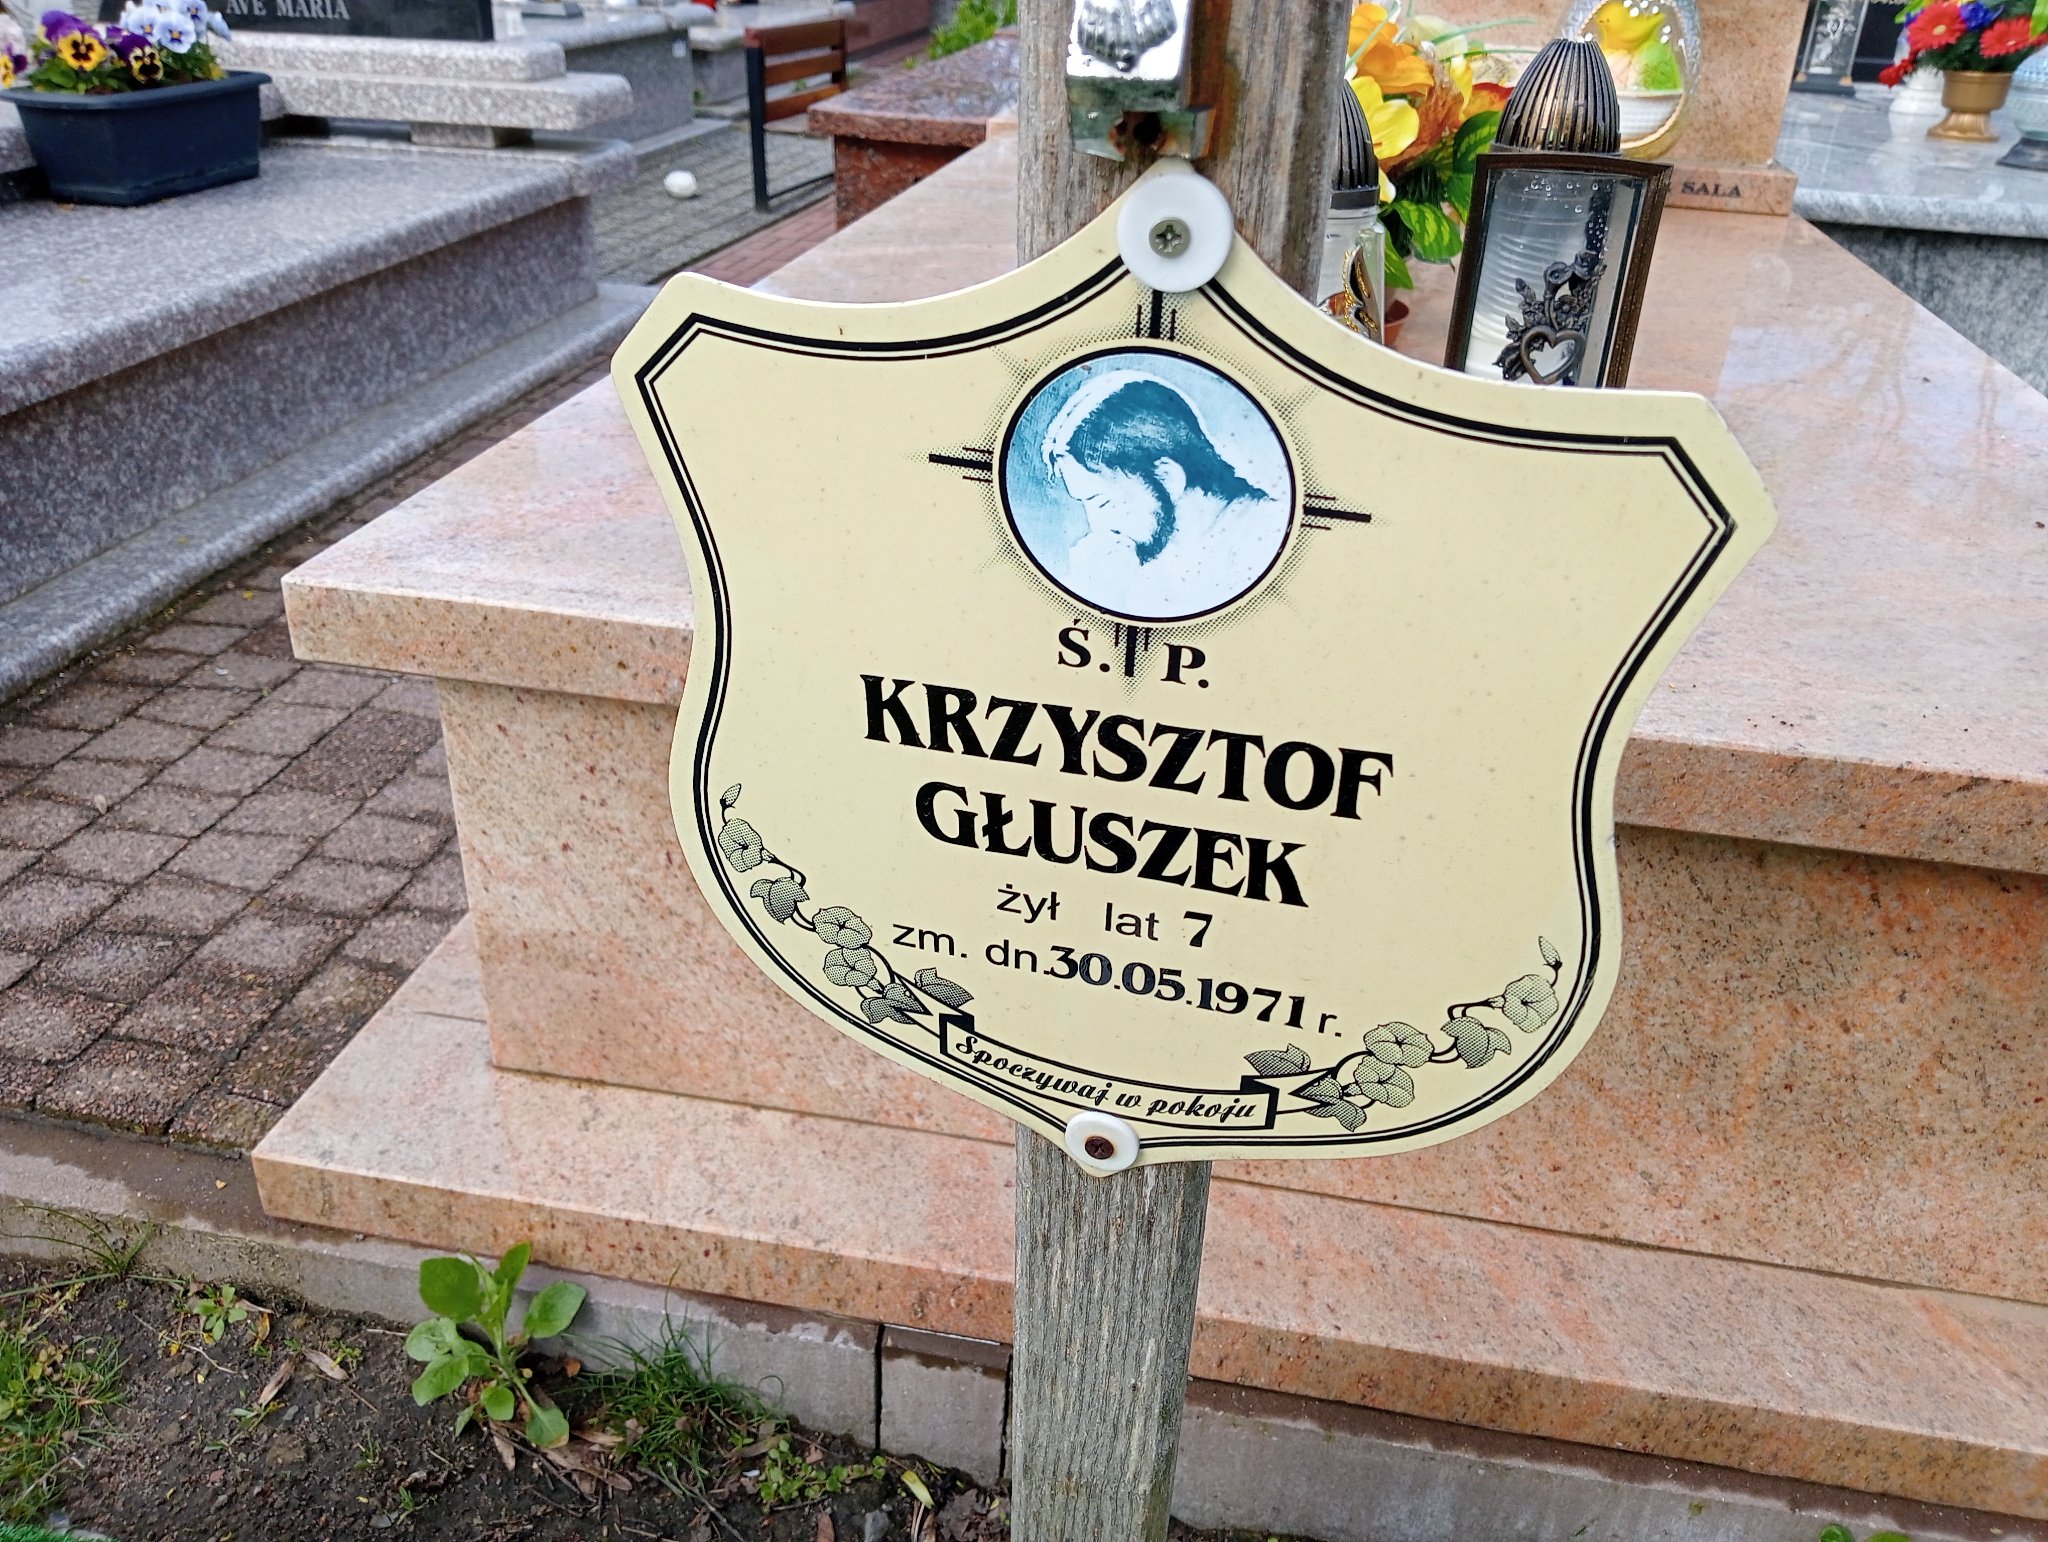 AVE MARIA
SALA
Ś. P.
KRZYSZTOF
GŁUSZEK
żył lat 7
zm. dn. 30.05.1971 r.
Spoczywaj w pokoju